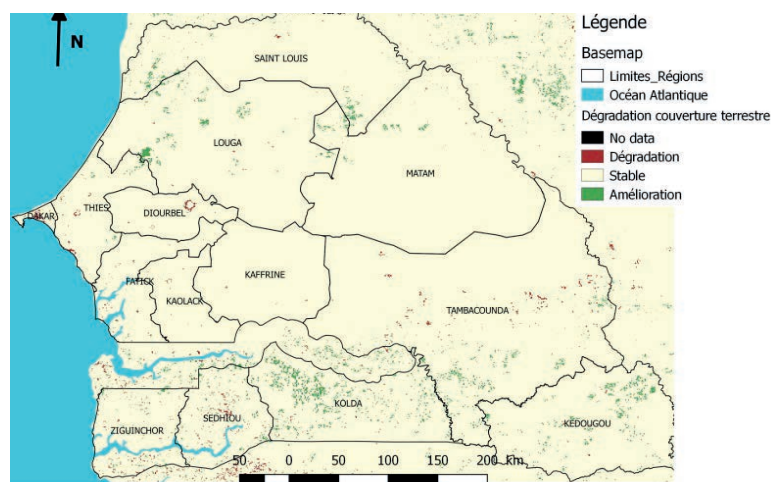 N
SAINT LOUIS
LOUGA
MATAM
DAKAR
THIES
DIOURBEL
FATICK
KAOLACK
KAFFRINE
TAMBACOUNDA
ZIGUINCHOR
SEDHIOU
KOLDA
KEDOUGOU
50 0 50 100 150 200 km
Légende
Basemap
Limites_Régions
Océan Atlantique
Dégradation couverture terrestre
No data
Dégradation
Stable
Amélioration